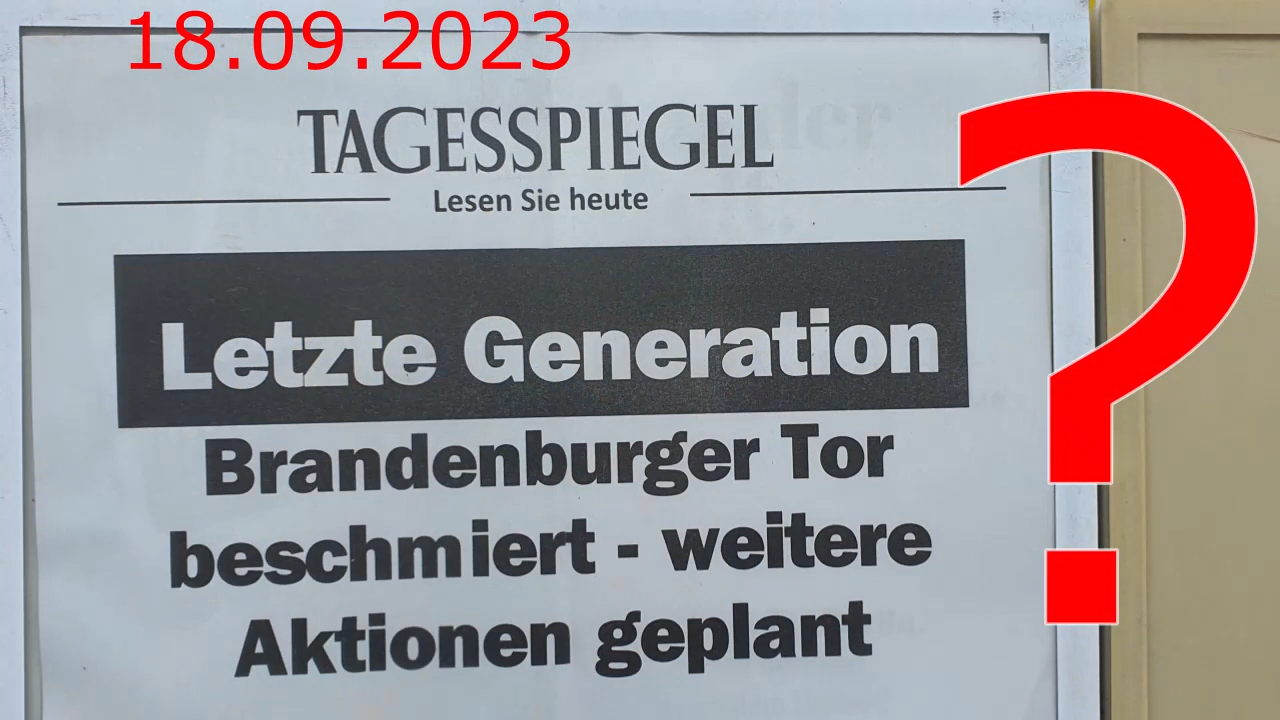 18.09.2023
TAGESSPIEGEL
Lesen Sie heute
Letzte Generation
Brandenburger Tor
beschmiert - weitere
Aktionen geplant
?